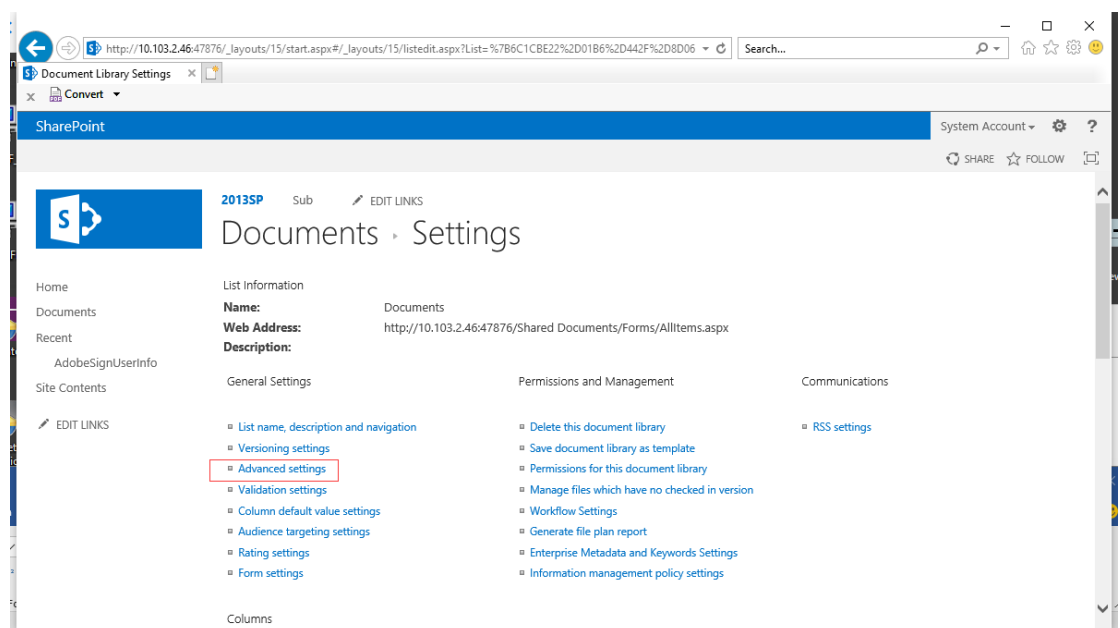 http://10.103.2.46:47876/_layouts/15/start.aspx#/_layouts/15/listedit.aspx?List=%7B6C1CBE22%2D01B6%2D442F%2D8D06
Search...
Document Library Settings
x Convert
SharePoint
System Account
?
SHARE
FOLLOW
S
2013SP
Sub
EDIT LINKS
Documents Settings
Home
Documents
Recent
AdobeSignUserInfo
Site Contents
EDIT LINKS
List Information
Name: Documents
Web Address: http://10.103.2.46:47876/Shared Documents/Forms/AllItems.aspx
Description:
General Settings
List name, description and navigation
Versioning settings
Advanced settings
Validation settings
Column default value settings
Audience targeting settings
Rating settings
Form settings
Permissions and Management
Delete this document library
Save document library as template
Permissions for this document library
Manage files which have no checked in version
Workflow Settings
Generate file plan report
Enterprise Metadata and Keywords Settings
Information management policy settings
Communications
RSS settings
Columns